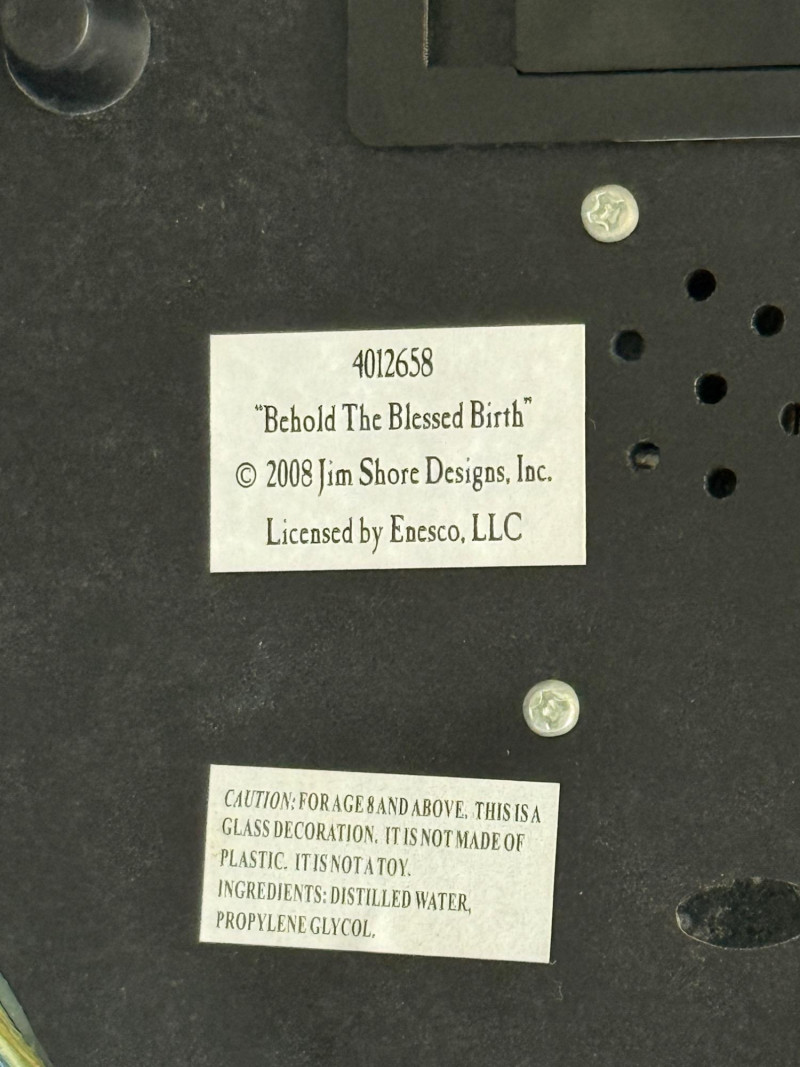 4012658
"Behold The Blessed Birth"
© 2008 Jim Shore Designs, Inc.
Licensed by Enesco, LLC
CAUTION: FOR AGE 8 AND ABOVE. THIS IS A
GLASS DECORATION. IT IS NOT MADE OF
PLASTIC. IT IS NOT A TOY.
INGREDIENTS: DISTILLED WATER,
PROPYLENE GLYCOL.